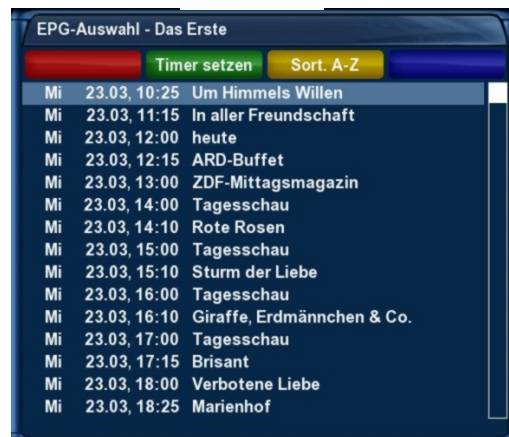 EPG-Auswahl - Das Erste
Timer setzen Sort. A-Z
Mi 23.03, 10:25 Um Himmels Willen
Mi 23.03, 11:15 In aller Freundschaft
Mi 23.03, 12:00 heute
Mi 23.03, 12:15 ARD-Buffet
Mi 23.03, 13:00 ZDF-Mittagsmagazin
Mi 23.03, 14:00 Tagesschau
Mi 23.03, 14:10 Rote Rosen
Mi 23.03, 15:00 Tagesschau
Mi 23.03, 15:10 Sturm der Liebe
Mi 23.03, 16:00 Tagesschau
Mi 23.03, 16:10 Giraffe, Erdmännchen & Co.
Mi 23.03, 17:00 Tagesschau
Mi 23.03, 17:15 Brisant
Mi 23.03, 18:00 Verbotene Liebe
Mi 23.03, 18:25 Marienhof